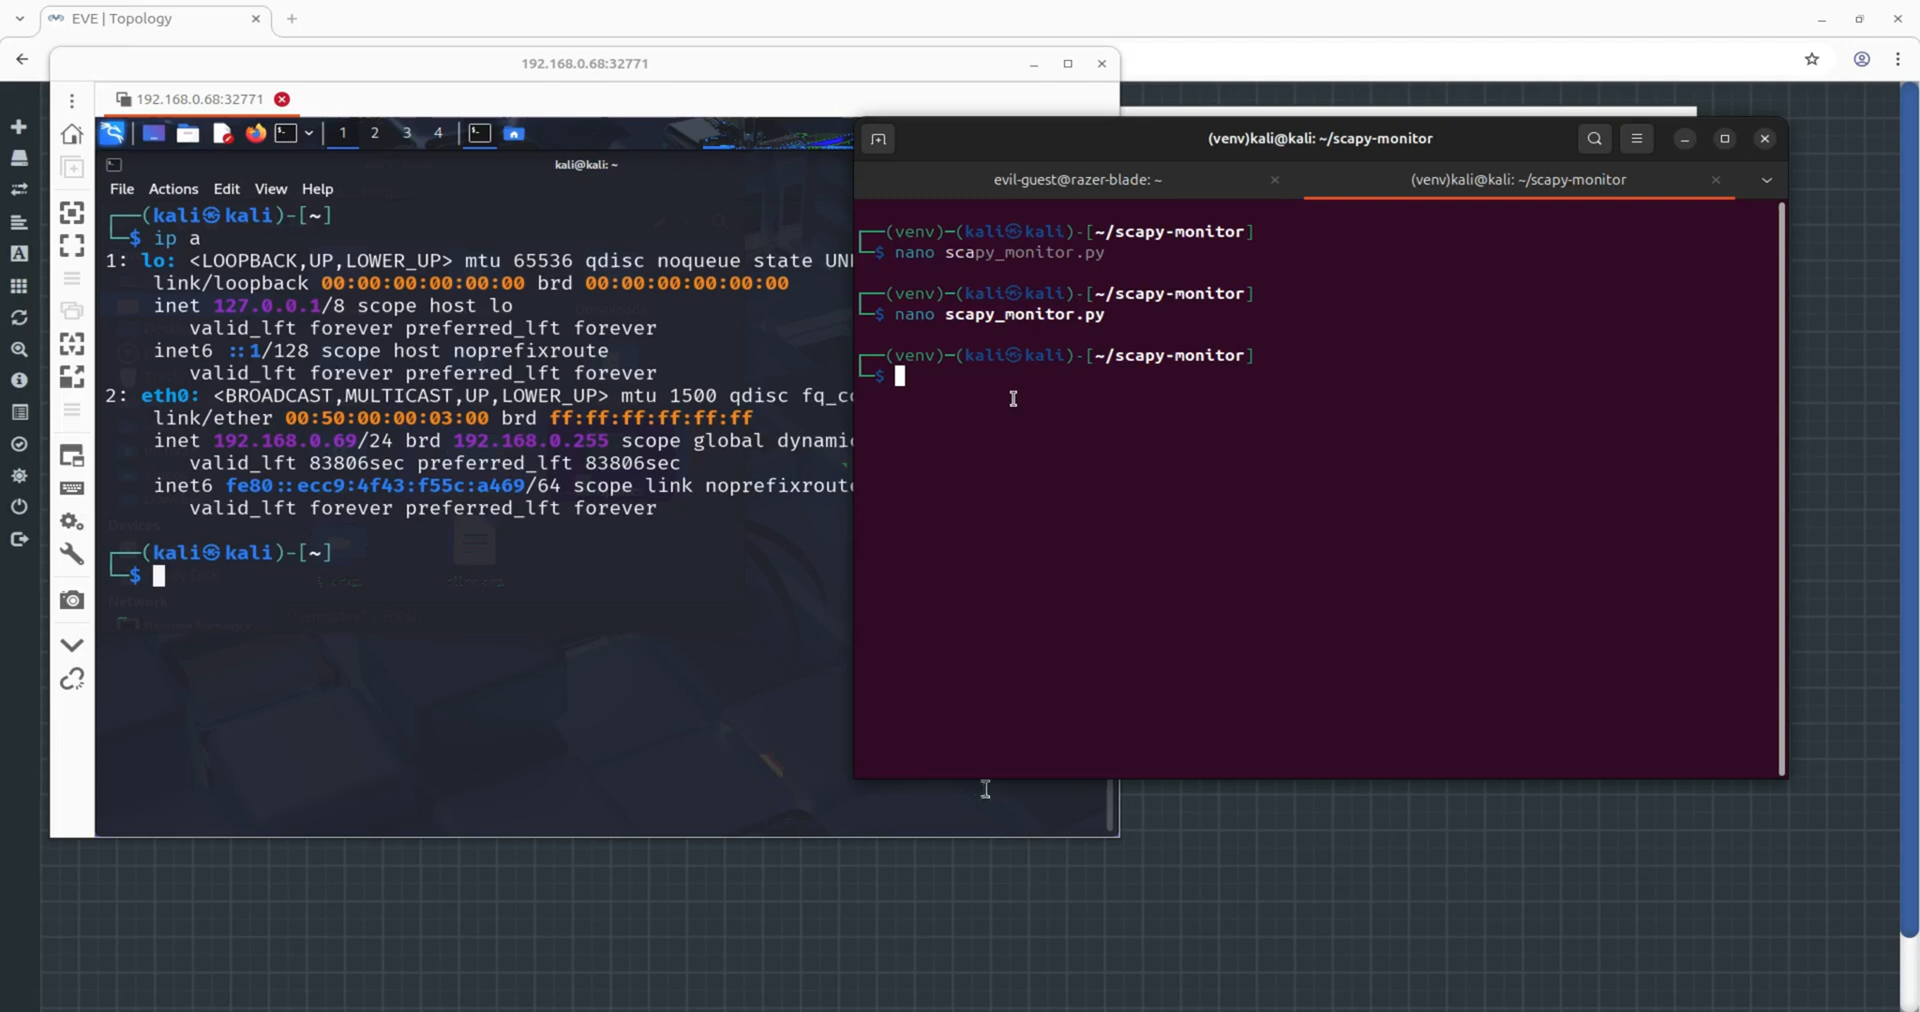 EVE | Topology
192.168.0.68:32771
192.168.0.68:32771
1 2 3 4
kali@kali: ~
File Actions Edit View Help
┌──(kali㉿kali)-[~]
└─$ ip a
1: lo: <LOOPBACK,UP,LOWER_UP> mtu 65536 qdisc noqueue state UN
link/loopback 00:00:00:00:00:00 brd 00:00:00:00:00:00
inet 127.0.0.1/8 scope host lo
valid_lft forever preferred_lft forever
inet6 ::1/128 scope host noprefixroute
valid_lft forever preferred_lft forever
2: eth0: <BROADCAST,MULTICAST,UP,LOWER_UP> mtu 1500 qdisc fq_co
link/ether 00:50:00:00:03:00 brd ff:ff:ff:ff:ff:ff
inet 192.168.0.69/24 brd 192.168.0.255 scope global dynamic
valid_lft 83806sec preferred_lft 83806sec
inet6 fe80::ecc9:4f43:f55c:a469/64 scope link noprefixroute
valid_lft forever preferred_lft forever
Devices
┌──(kali㉿kali)-[~]
└─$
Network
(venv)kali@kali: ~/scapy-monitor
evil-guest@razer-blade: ~
(venv)kali@kali: ~/scapy-monitor
┌──(venv)─(kali㉿kali)-[~/scapy-monitor]
└─$ nano scapy_monitor.py
┌──(venv)─(kali㉿kali)-[~/scapy-monitor]
└─$ nano scapy_monitor.py
┌──(venv)─(kali㉿kali)-[~/scapy-monitor]
└─$